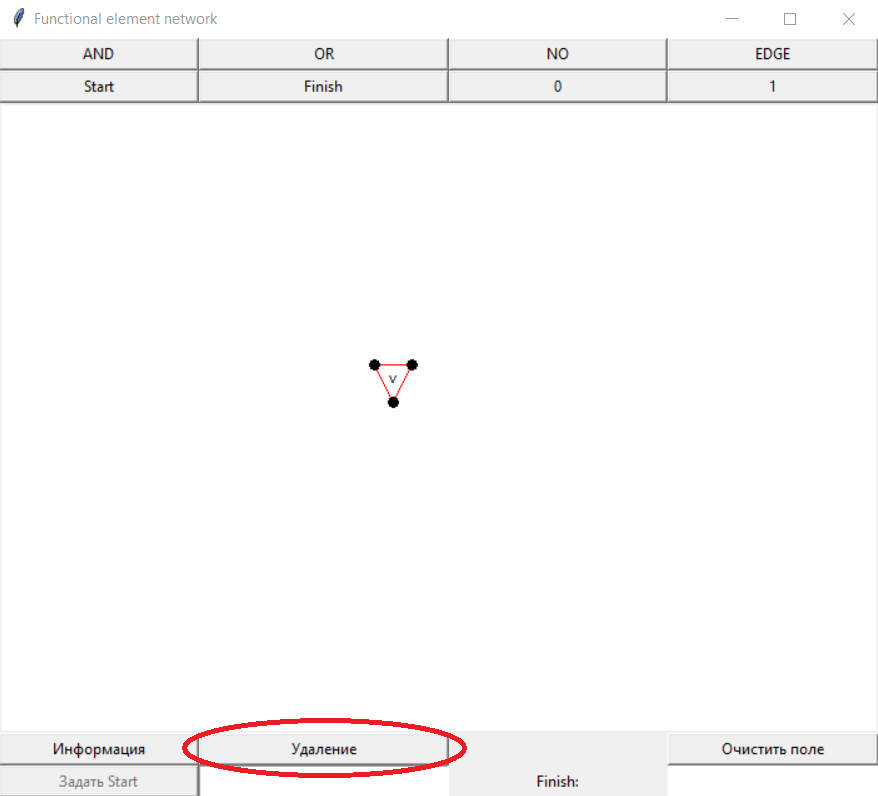 Functional element network
AND OR NO EDGE
Start Finish 0 1
v
Информация Удаление Очистить поле
Задать Start Finish: